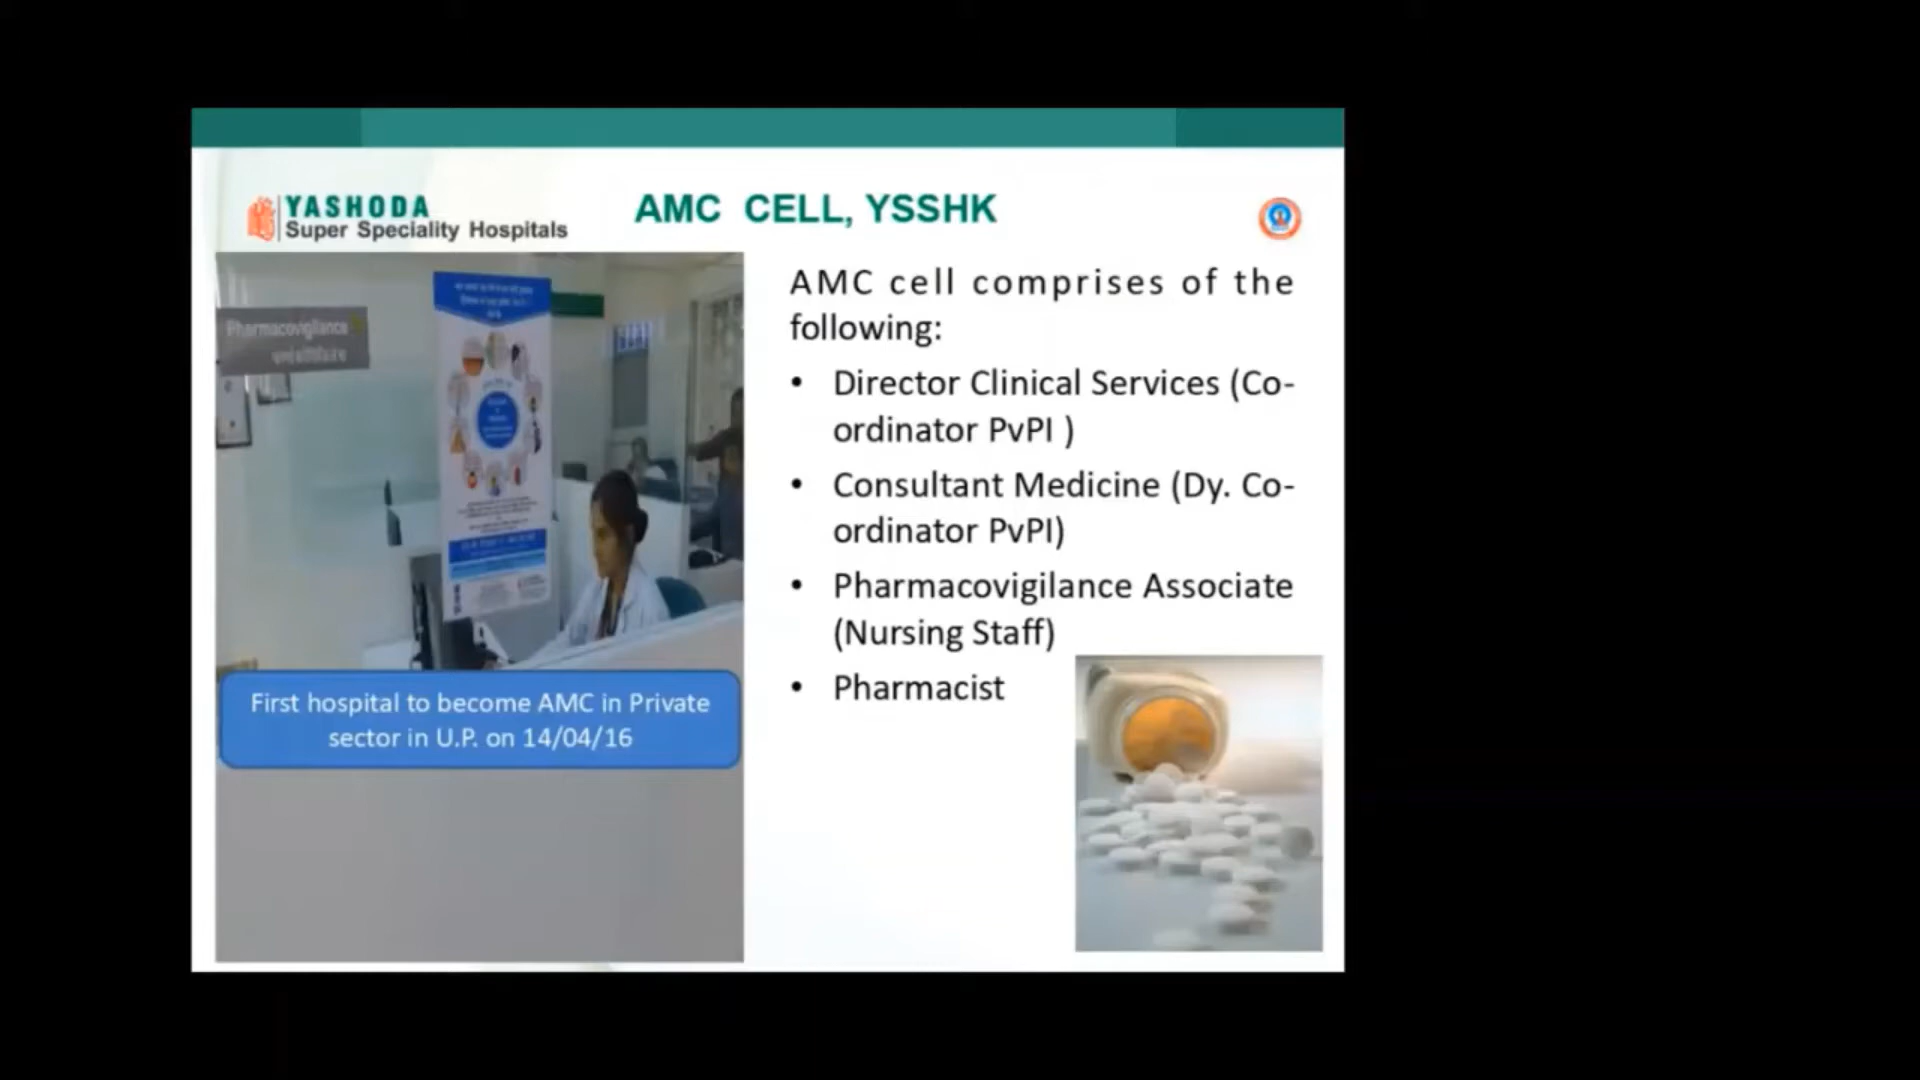 YASHODA
Super Speciality Hospitals
AMC CELL, YSSHK
Pharmacovigilance
AMC cell comprises of the
following:
• Director Clinical Services (Co-
ordinator PvPI )
• Consultant Medicine (Dy. Co-
ordinator PvPI)
• Pharmacovigilance Associate
(Nursing Staff)
• Pharmacist
First hospital to become AMC in Private
sector in U.P. on 14/04/16